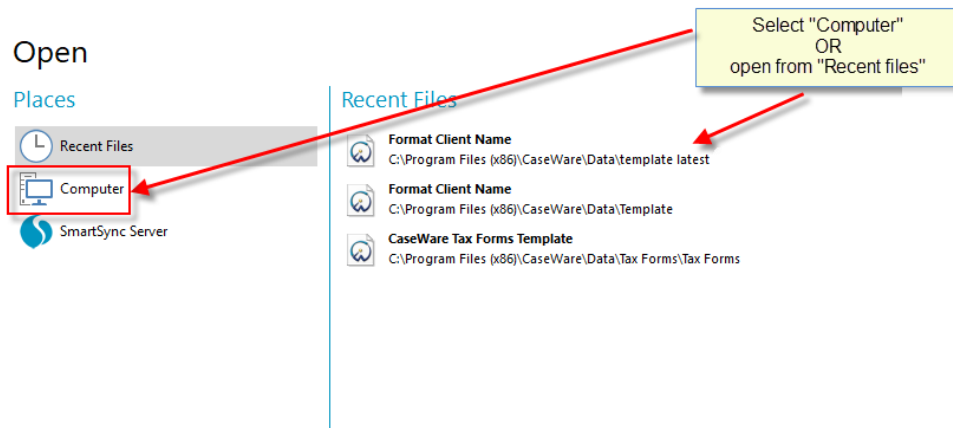 Select "Computer"
OR
open from "Recent files"
Open
Places
Recent Files
Computer
SmartSync Server
Recent Files
Format Client Name
C:\Program Files (x86)\CaseWare\Data\template latest
Format Client Name
C:\Program Files (x86)\CaseWare\Data\Template
CaseWare Tax Forms Template
C:\Program Files (x86)\CaseWare\Data\Tax Forms\Tax Forms